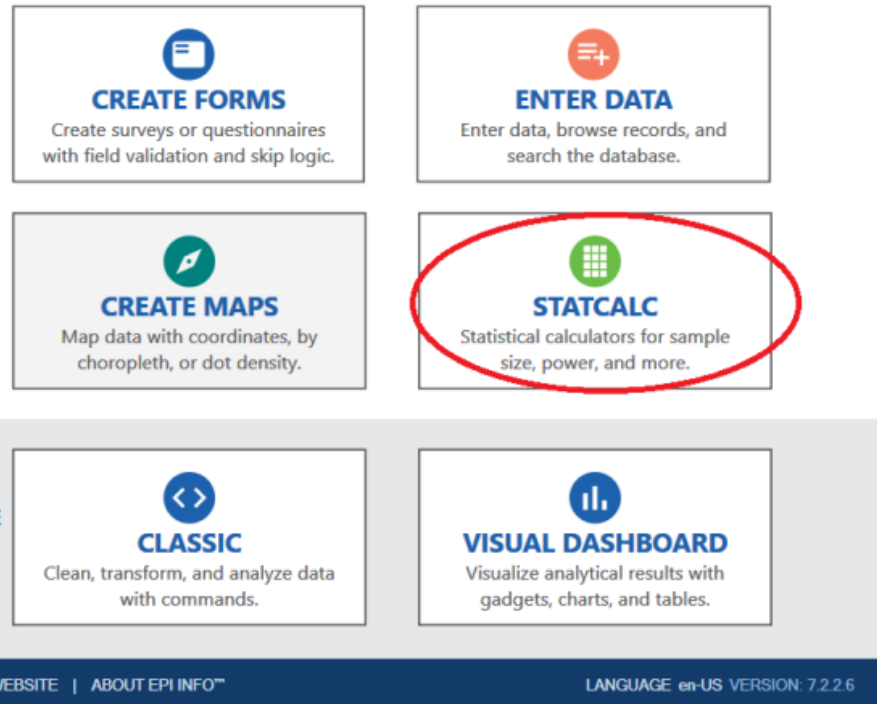 CREATE FORMS
Create surveys or questionnaires
with field validation and skip logic.
ENTER DATA
Enter data, browse records, and
search the database.
CREATE MAPS
Map data with coordinates, by
choropleth, or dot density.
STATCALC
Statistical calculators for sample
size, power, and more.
CLASSIC
Clean, transform, and analyze data
with commands.
VISUAL DASHBOARD
Visualize analytical results with
gadgets, charts, and tables.
WEBSITE | ABOUT EPI INFO™ LANGUAGE en-US VERSION: 7.2.2.6